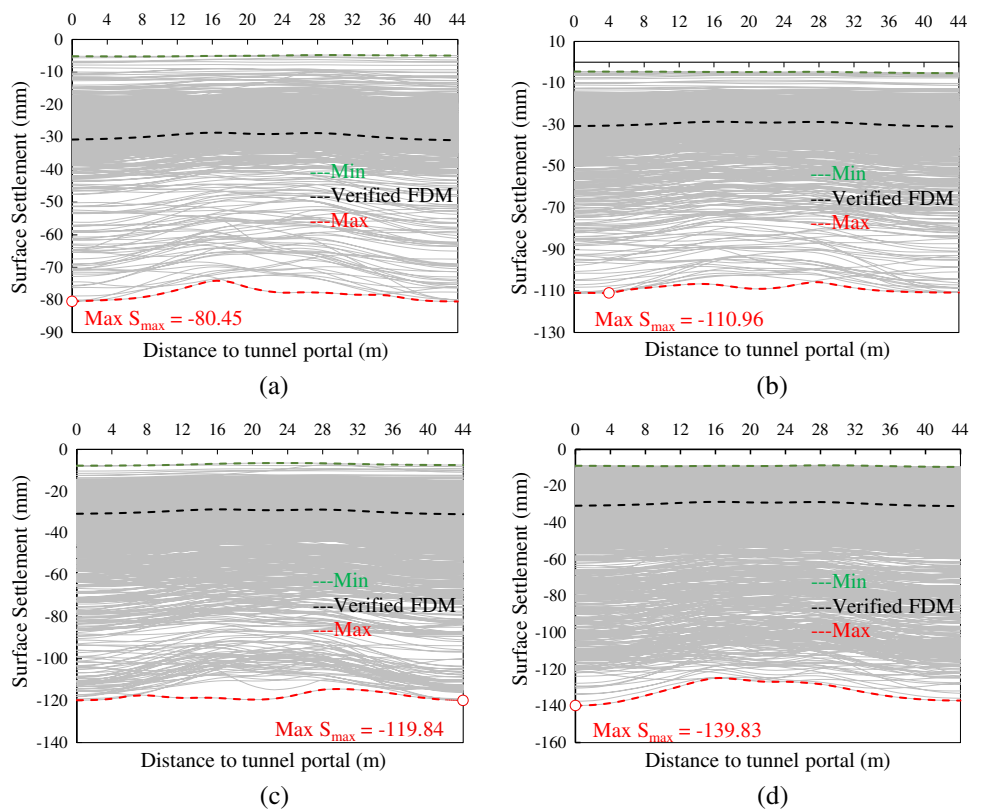 0 4 8 12 16 20 24 28 32 36 40 44
0
-10
-20
-30
-40
-50
-60
-70
-80
-90
Surface Settlement (mm)
---Min
---Verified FDM
---Max
Max Smax = -80.45
Distance to tunnel portal (m)
(a)
0 4 8 12 16 20 24 28 32 36 40 44
10
-10
-30
-50
-70
-90
-110
-130
Surface Settlement (mm)
---Min
---Verified FDM
---Max
Max Smax = -110.96
Distance to tunnel portal (m)
(b)
0 4 8 12 16 20 24 28 32 36 40 44
0
-20
-40
-60
-80
-100
-120
-140
Surface Settlement (mm)
---Min
---Verified FDM
---Max
Max Smax = -119.84
Distance to tunnel portal (m)
(c)
0 4 8 12 16 20 24 28 32 36 40 44
0
-20
-40
-60
-80
-100
-120
-140
-160
Surface Settlement (mm)
---Min
---Verified FDM
---Max
Max Smax = -139.83
Distance to tunnel portal (m)
(d)